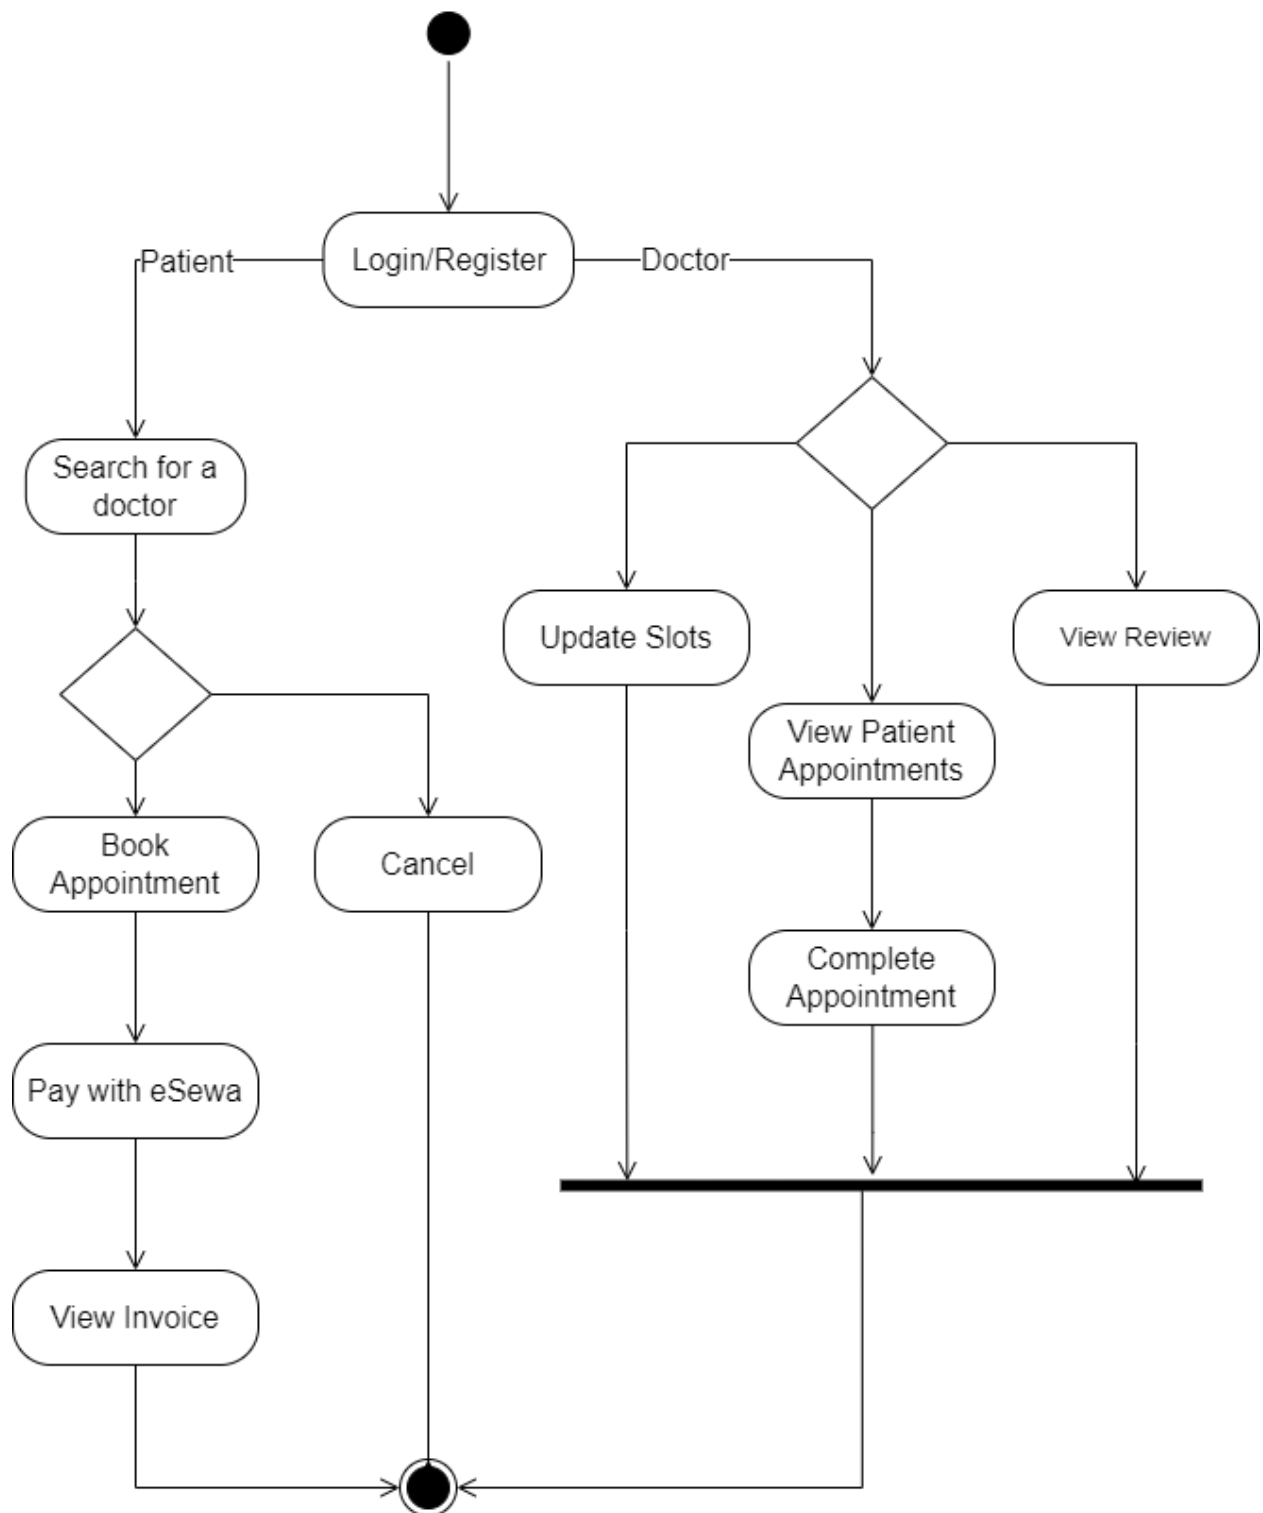 Patient
Login/Register
Doctor
Search for a
doctor
Update Slots
View Review
View Patient
Appointments
Book
Appointment
Cancel
Complete
Appointment
Pay with eSewa
View Invoice